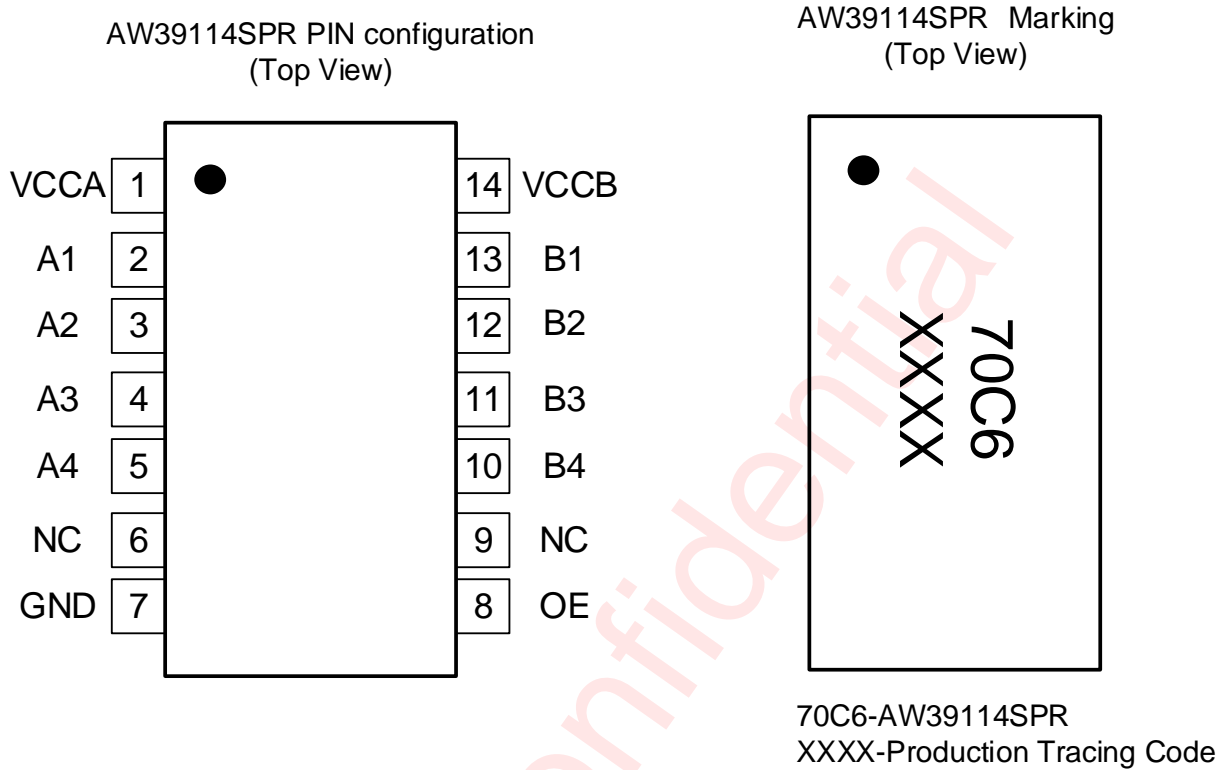 AW39114SPR PIN configuration
(Top View)
VCCA 1 14 VCCB
A1 2 13 B1
A2 3 12 B2
A3 4 11 B3
A4 5 10 B4
NC 6 9 NC
GND 7 8 OE
AW39114SPR Marking
(Top View)
70C6
XXXX
70C6-AW39114SPR
XXXX-Production Tracing Code
onfidential